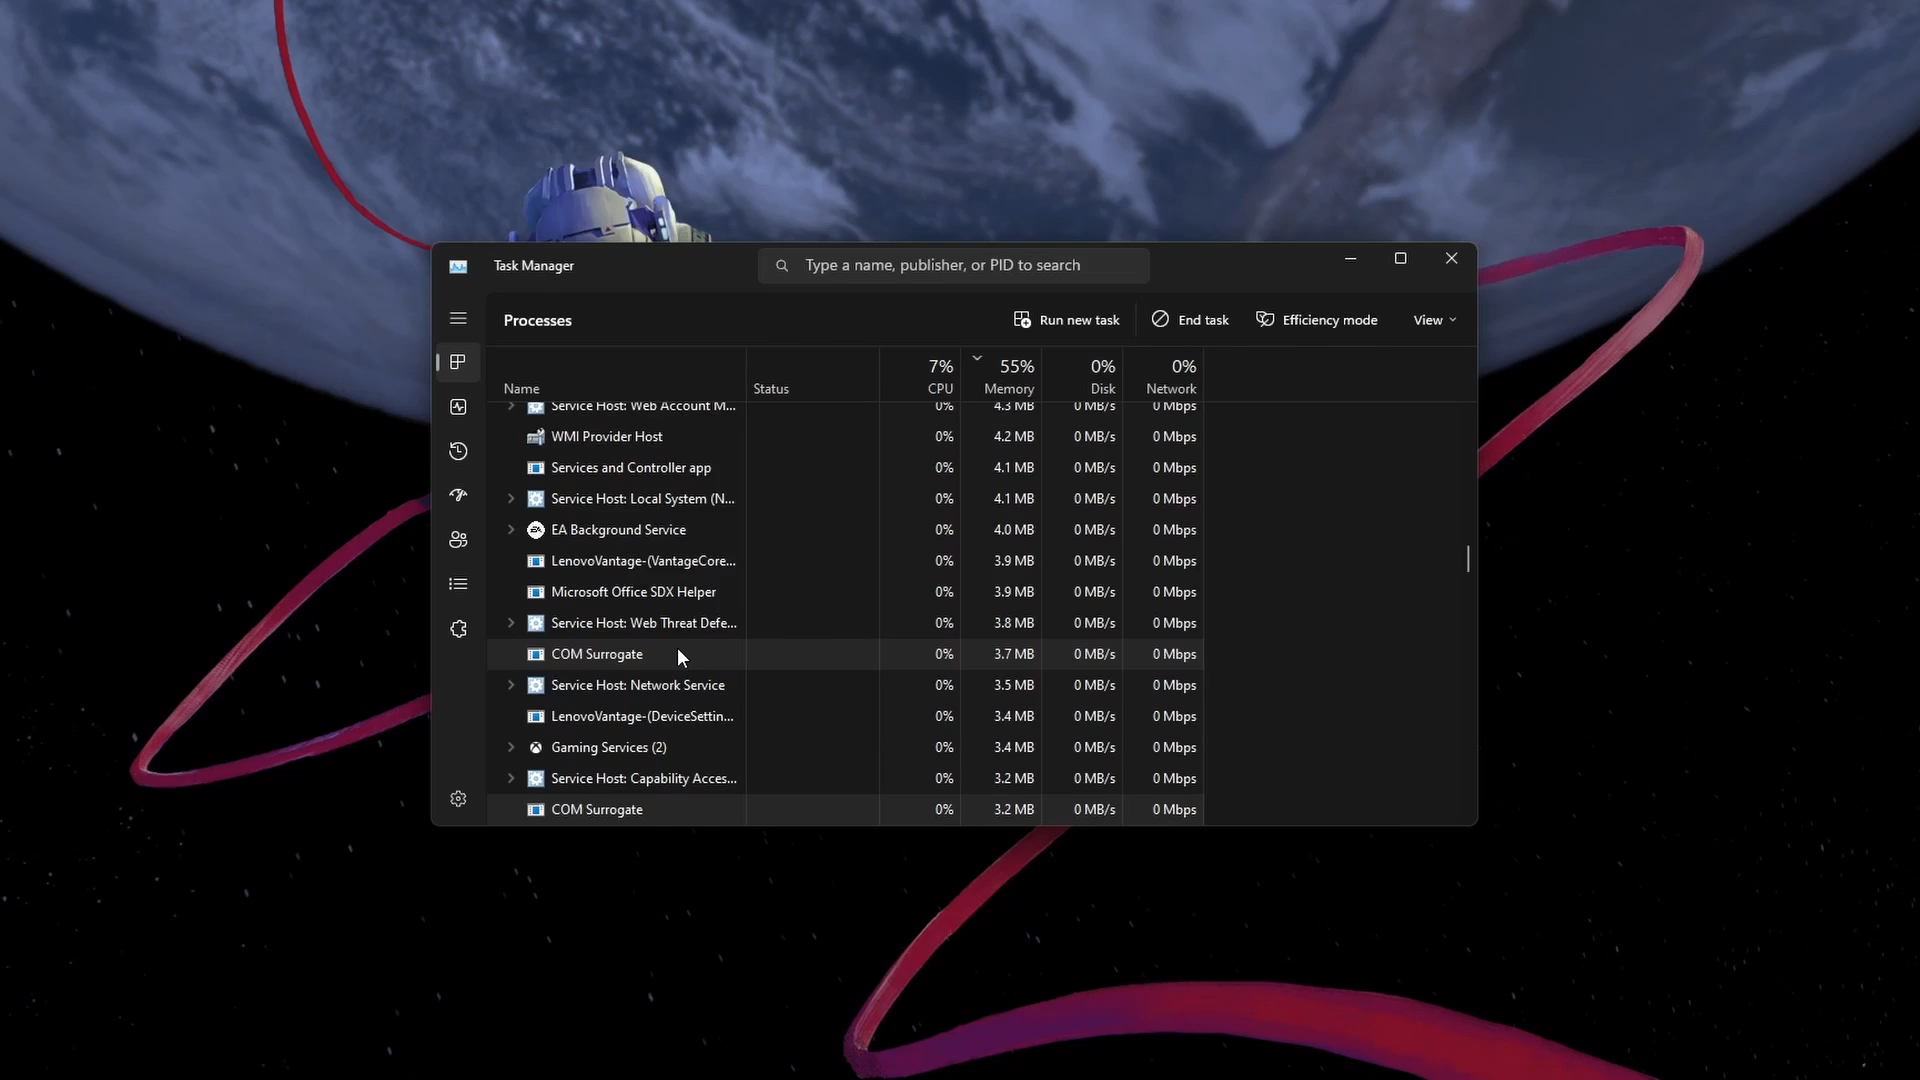 Task Manager
Type a name, publisher, or PID to search
Processes
Run new task
End task
Efficiency mode
View
7% 55% 0% 0%
Name Status CPU Memory Disk Network
Service Host: Web Account M... 0% 4.3 MB 0 MB/s 0 Mbps
WMI Provider Host 0% 4.2 MB 0 MB/s 0 Mbps
Services and Controller app 0% 4.1 MB 0 MB/s 0 Mbps
Service Host: Local System (N... 0% 4.1 MB 0 MB/s 0 Mbps
EA Background Service 0% 4.0 MB 0 MB/s 0 Mbps
LenovoVantage-(VantageCore... 0% 3.9 MB 0 MB/s 0 Mbps
Microsoft Office SDX Helper 0% 3.9 MB 0 MB/s 0 Mbps
Service Host: Web Threat Defe... 0% 3.8 MB 0 MB/s 0 Mbps
COM Surrogate 0% 3.7 MB 0 MB/s 0 Mbps
Service Host: Network Service 0% 3.5 MB 0 MB/s 0 Mbps
LenovoVantage-(DeviceSettin... 0% 3.4 MB 0 MB/s 0 Mbps
Gaming Services (2) 0% 3.4 MB 0 MB/s 0 Mbps
Service Host: Capability Acces... 0% 3.2 MB 0 MB/s 0 Mbps
COM Surrogate 0% 3.2 MB 0 MB/s 0 Mbps